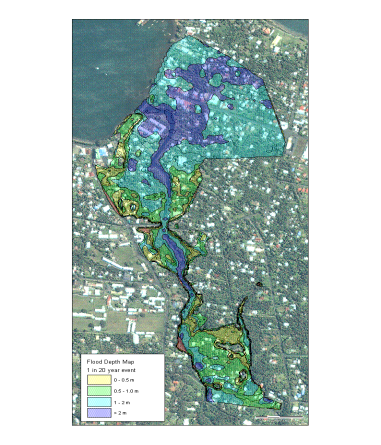 Flood Depth Map
1 in 20 year event
0 - 0.5 m
0.5 - 1.0 m
1 - 2 m
> 2 m